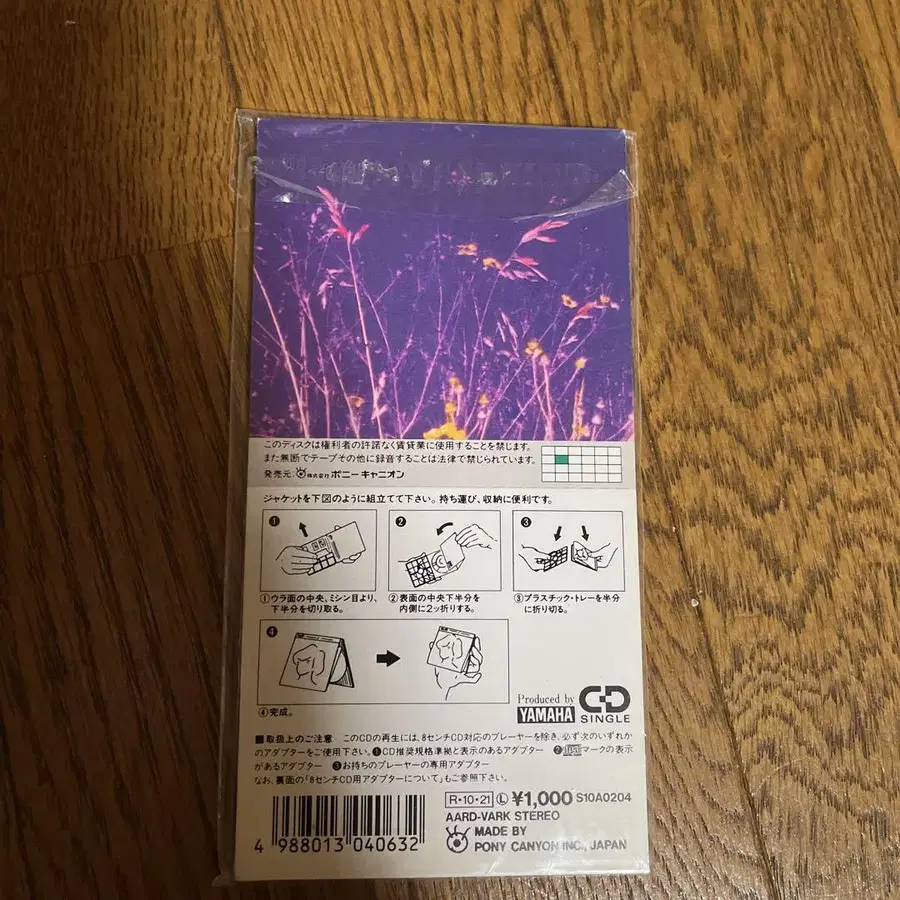 このディスクは権利者の許諾なく賃貸業に使用することを禁じます。
また無断でテープその他に録音することは法律で禁じられています。
発売元:株式会社ポニーキャニオン
ジャケットを下図のように組立てて下さい。持ち運び、収納に便利です。
❶
❷
❸
①ウラ面の中央、ミシン目より、
下半分を切り取る。
②表面の中央下半分を
内側に2ッ折りする。
③プラスチック・トレーを半分
に折り切る。
❹
④完成。
Produced by
YAMAHA
CD
SINGLE
■取扱上のご注意 このCDの再生には、8センチCD対応のプレーヤーを除き、必ず次のいずれか
のアダプターをご使用下さい。❶CD推奨規格準拠と表示のあるアダプター ❷マークの表示
があるアダプター ❸お持ちのプレーヤーの専用アダプター
なお、裏面の「8センチCD用アダプターについて」もご参照下さい。
R・10・21 Ⓛ ¥1,000 S10A0204
AARD-VARK STEREO
MADE BY
PONY CANYON INC., JAPAN
4 988013 040632